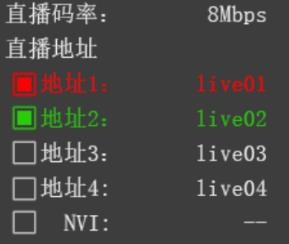 直播码率： 8Mbps
直播地址
地址1： live01
地址2： live02
地址3： live03
地址4： live04
NVI: --